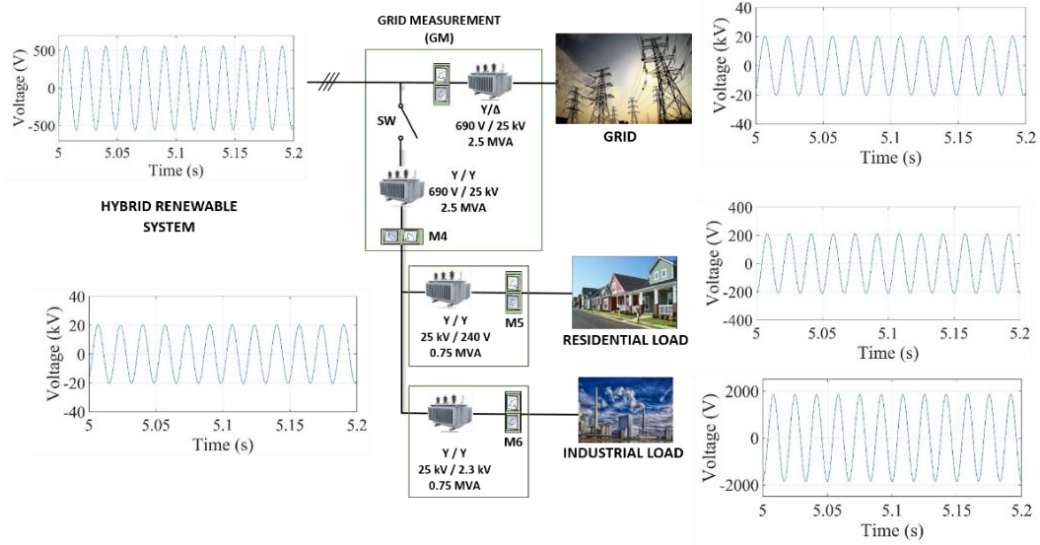 GRID MEASUREMENT
(GM)
Voltage (V)
500
0
-500
5
5.05
5.1
5.15
5.2
Time (s)
HYBRID RENEWABLE
SYSTEM
SW
Y/Δ
690 V / 25 kV
2.5 MVA
GRID
Y / Y
690 V / 25 kV
2.5 MVA
M4
Voltage (kV)
40
20
0
-20
-40
5
5.05
5.1
5.15
5.2
Time (s)
Y / Y
25 kV / 240 V
0.75 MVA
M5
RESIDENTIAL LOAD
Voltage (V)
400
200
0
-200
-400
5
5.05
5.1
5.15
5.2
Time (s)
Voltage (kV)
40
20
0
-20
-40
5
5.05
5.1
5.15
5.2
Time (s)
Y / Y
25 kV / 2.3 kV
0.75 MVA
M6
INDUSTRIAL LOAD
Voltage (V)
2000
0
-2000
5
5.05
5.1
5.15
5.2
Time (s)